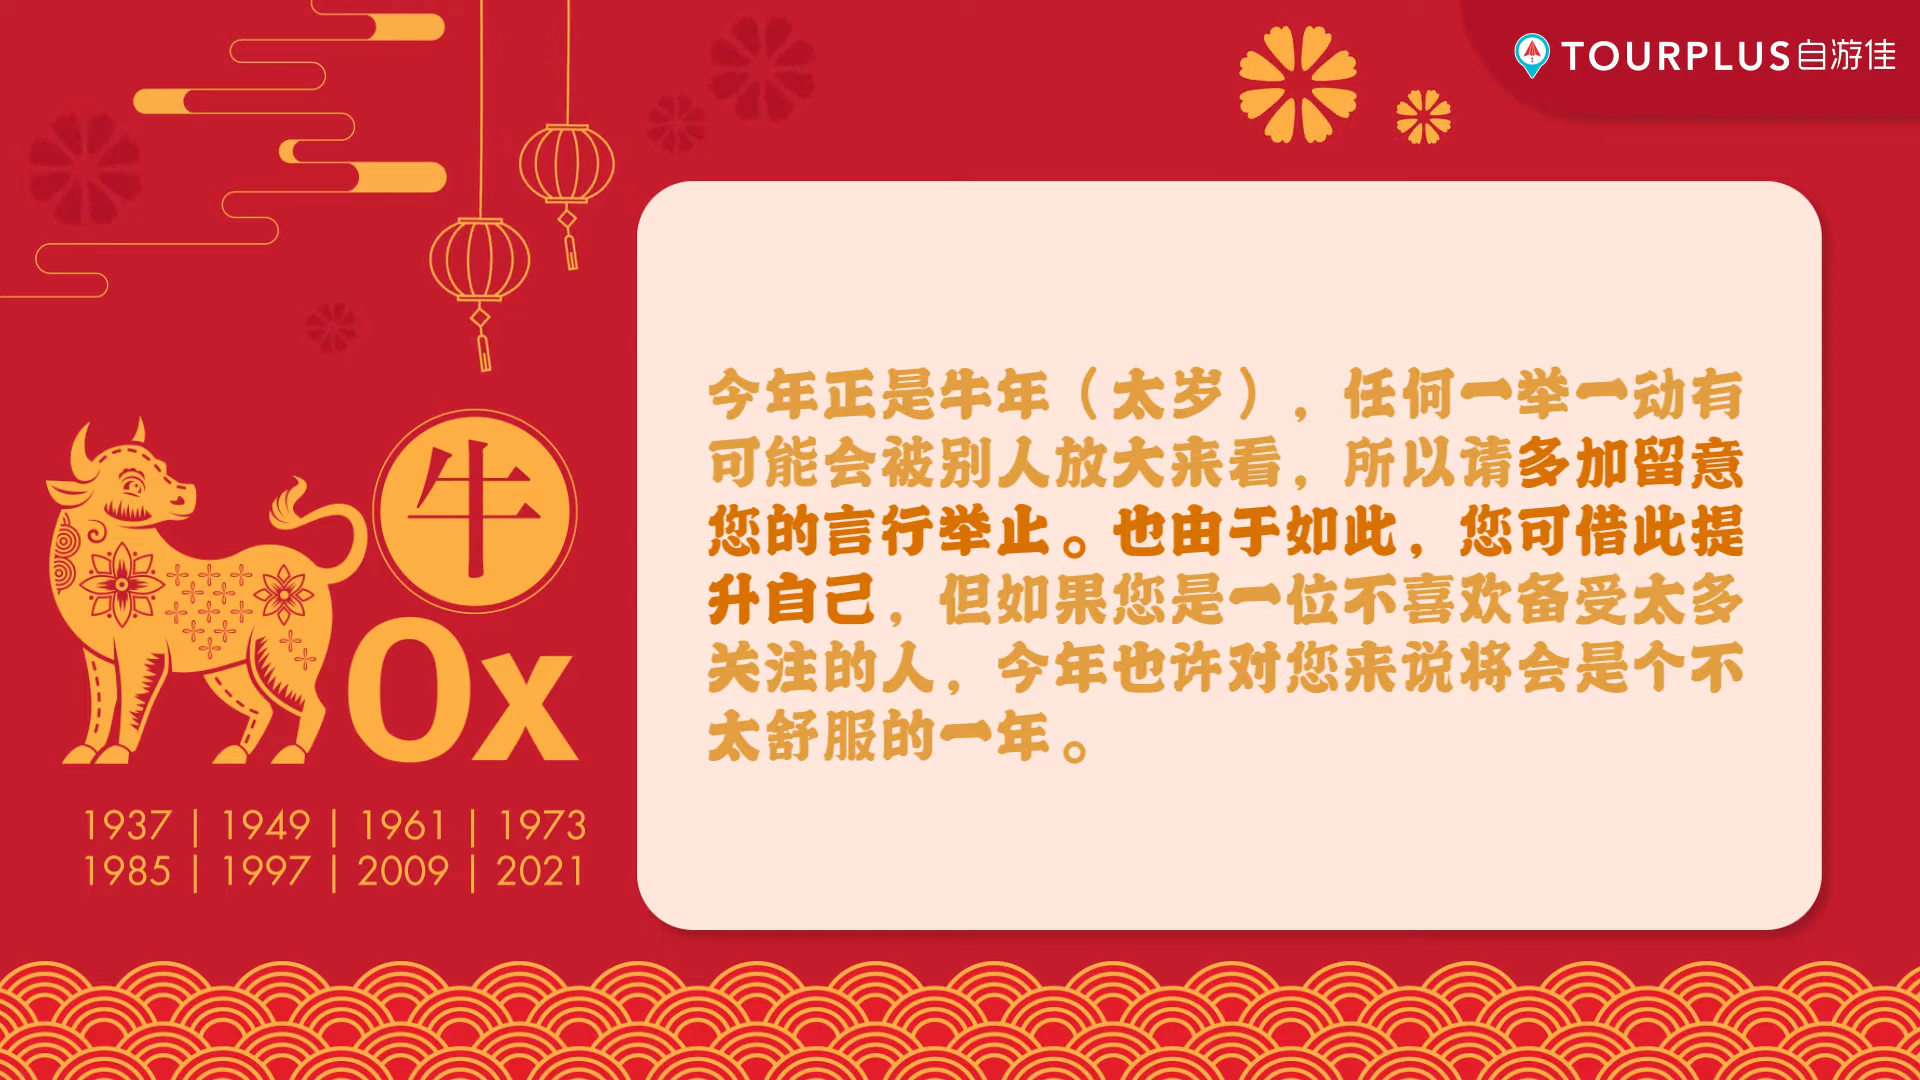 TOURPLUS自游佳
今年正是牛年（太岁），任何一举一动有
可能会被别人放大来看，所以请多加留意
您的言行举止。也由于如此，您可借此提
升自己，但如果您是一位不喜欢备受太多
关注的人，今年也许对您来说将会是个不
太舒服的一年。
牛
Ox
1937 | 1949 | 1961 | 1973
1985 | 1997 | 2009 | 2021